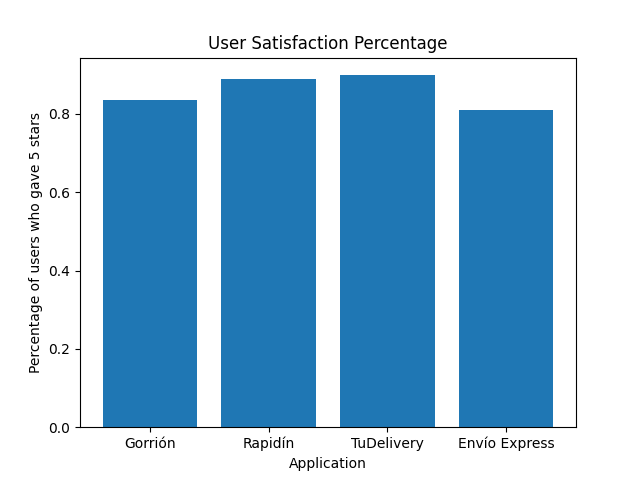 User Satisfaction Percentage
Percentage of users who gave 5 stars
0.8
0.6
0.4
0.2
0.0
Gorrión Rapidín TuDelivery Envío Express
Application